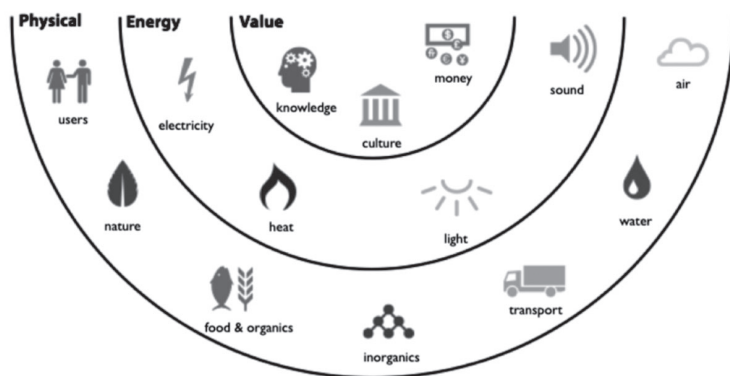 Physical
Energy
Value
users
electricity
knowledge
culture
money
sound
air
nature
heat
light
water
food & organics
inorganics
transport